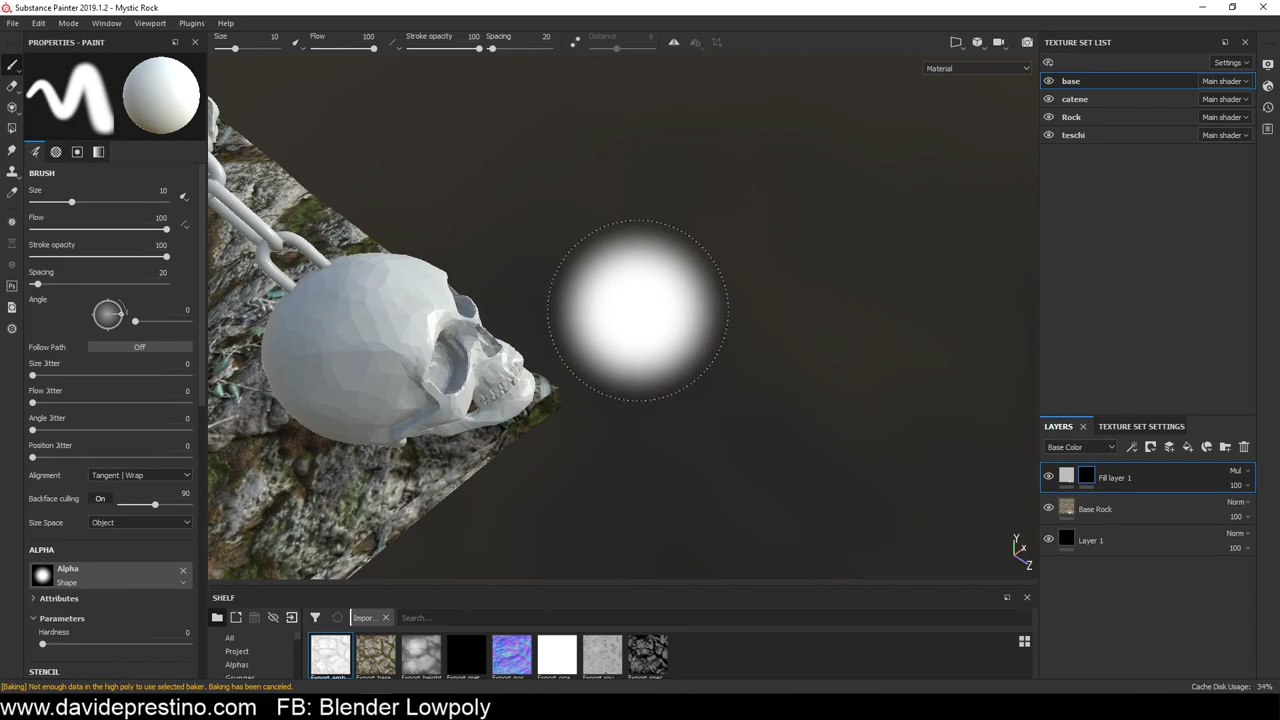 Substance Painter 2019.1.2 - Mystic Rock
File Edit Mode Window Viewport Plugins Help
PROPERTIES - PAINT
Size 10 Flow 100 Stroke opacity 100 Spacing 20 Distance 8
Material
TEXTURE SET LIST
Settings
base Main shader
catene Main shader
Rock Main shader
teschi Main shader
BRUSH
Size 10
Flow 100
Stroke opacity 100
Spacing 20
Angle 0
Follow Path Off
Size Jitter 0
Flow Jitter 0
Angle Jitter 0
Position Jitter 0
Alignment Tangent | Wrap
Backface culling On 90
Size Space Object
ALPHA
Alpha
Shape
Attributes
Parameters
Hardness 0
STENCIL
LAYERS TEXTURE SET SETTINGS
Base Color
Fill layer 1 Mul 100
Base Rock Norm 100
Layer 1 Norm 100
Y
X
Z
SHELF
Impor... Search...
All
Project
Alphas
[Baking] Not enough data in the high poly to use selected baker. Baking has been canceled.
Cache Disk Usage: 34%
www.davideprestino.com FB: Blender Lowpoly